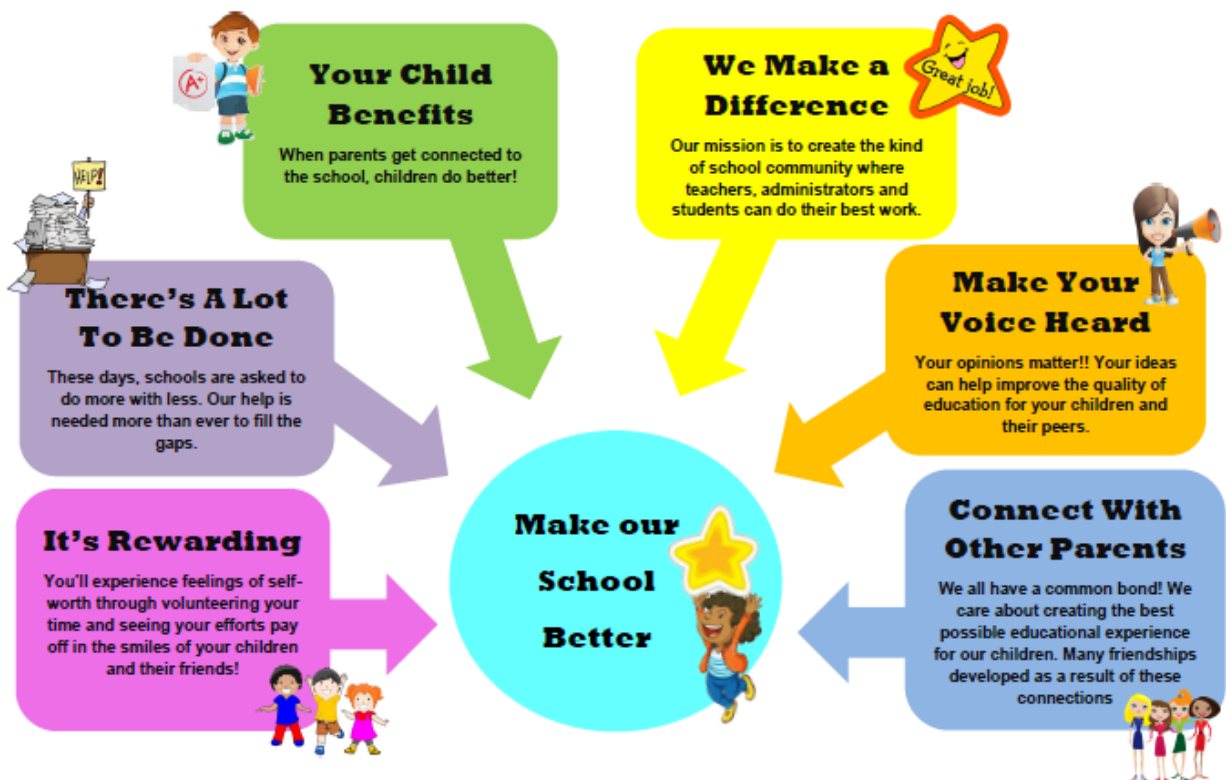 A+
Your Child
Benefits
When parents get connected to
the school, children do better!
We Make a
Difference
Great job!
Our mission is to create the kind
of school community where
teachers, administrators and
students can do their best work.
HELP!
There's A Lot
To Be Done
These days, schools are asked to
do more with less. Our help is
needed more than ever to fill the
gaps.
Make Your
Voice Heard
Your opinions matter!! Your ideas
can help improve the quality of
education for your children and
their peers.
It's Rewarding
You'll experience feelings of self-
worth through volunteering your
time and seeing your efforts pay
off in the smiles of your children
and their friends!
Make our
School
Better
Connect With
Other Parents
We all have a common bond! We
care about creating the best
possible educational experience
for our children. Many friendships
developed as a result of these
connections